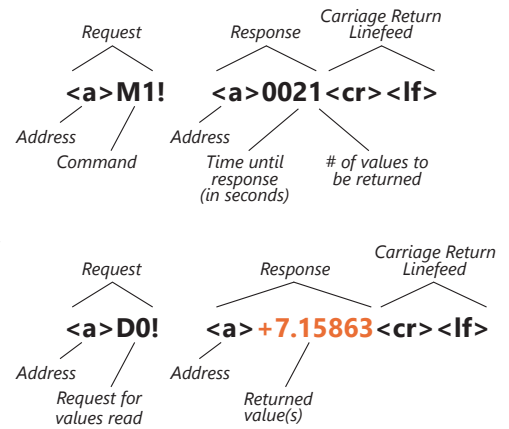 Request Response Carriage Return
Linefeed
<a>M1! <a>0021<cr><lf>
Address Address
Command Time until # of values to
response be returned
(in seconds)
Request Response Carriage Return
Linefeed
<a>D0! <a>+7.15863<cr><lf>
Address Address
Request for Returned
values read value(s)